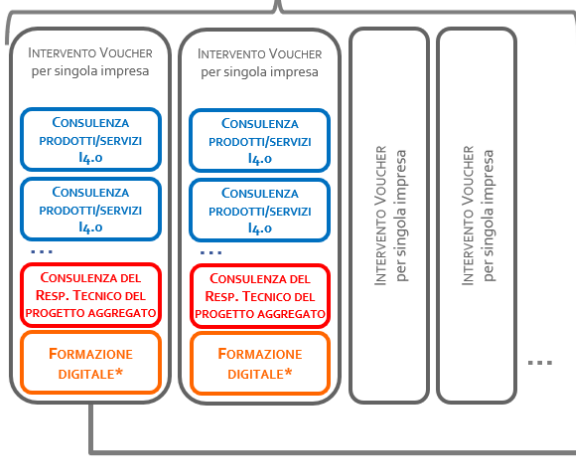 INTERVENTO VOUCHER
per singola impresa
CONSULENZA
PRODOTTI/SERVIZI
I4.0
CONSULENZA
PRODOTTI/SERVIZI
I4.0
...
CONSULENZA DEL
RESP. TECNICO DEL
PROGETTO AGGREGATO
FORMAZIONE
DIGITALE*
INTERVENTO VOUCHER
per singola impresa
CONSULENZA
PRODOTTI/SERVIZI
I4.0
CONSULENZA
PRODOTTI/SERVIZI
I4.0
...
CONSULENZA DEL
RESP. TECNICO DEL
PROGETTO AGGREGATO
FORMAZIONE
DIGITALE*
INTERVENTO VOUCHER
per singola impresa
INTERVENTO VOUCHER
per singola impresa
...